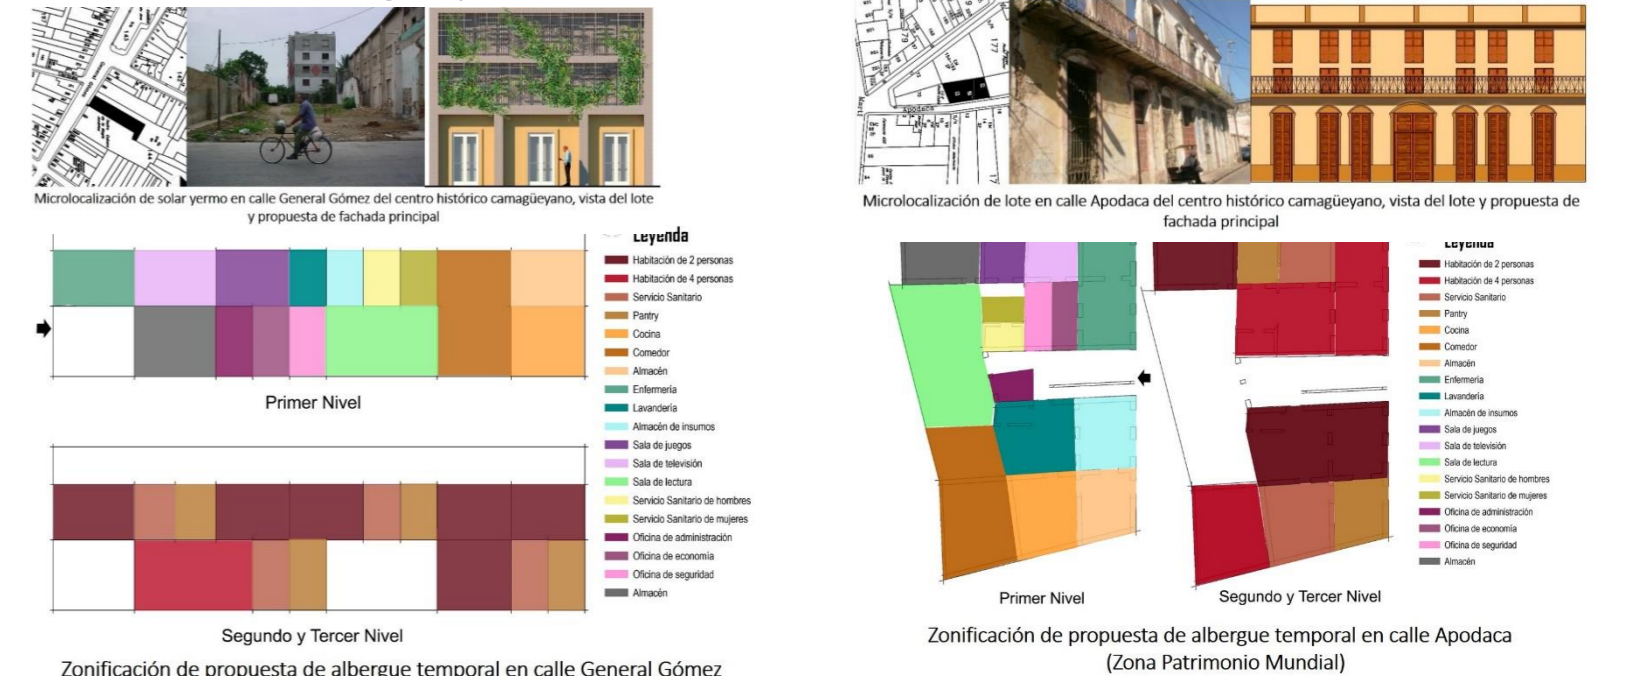 Microlocalización de solar yermo en calle General Gómez del centro histórico camagüeyano, vista del lote
y propuesta de fachada principal
Leyenda
Habitación de 2 personas
Habitación de 4 personas
Servicio Sanitario
Pantry
Cocina
Comedor
Almacén
Enfermería
Lavandería
Almacén de insumos
Sala de juegos
Sala de televisión
Sala de lectura
Servicio Sanitario de hombres
Servicio Sanitario de mujeres
Oficina de administración
Oficina de economía
Oficina de seguridad
Almacén
Primer Nivel
Segundo y Tercer Nivel
Zonificación de propuesta de albergue temporal en calle General Gómez
Apodaca
Martí
177
79
Microlocalización de lote en calle Apodaca del centro histórico camagüeyano, vista del lote y propuesta de
fachada principal
Leyenda
Habitación de 2 personas
Habitación de 4 personas
Servicio Sanitario
Pantry
Cocina
Comedor
Almacén
Enfermería
Lavandería
Almacén de insumos
Sala de juegos
Sala de televisión
Sala de lectura
Servicio Sanitario de hombres
Servicio Sanitario de mujeres
Oficina de administración
Oficina de economía
Oficina de seguridad
Almacén
Primer Nivel
Segundo y Tercer Nivel
Zonificación de propuesta de albergue temporal en calle Apodaca
(Zona Patrimonio Mundial)